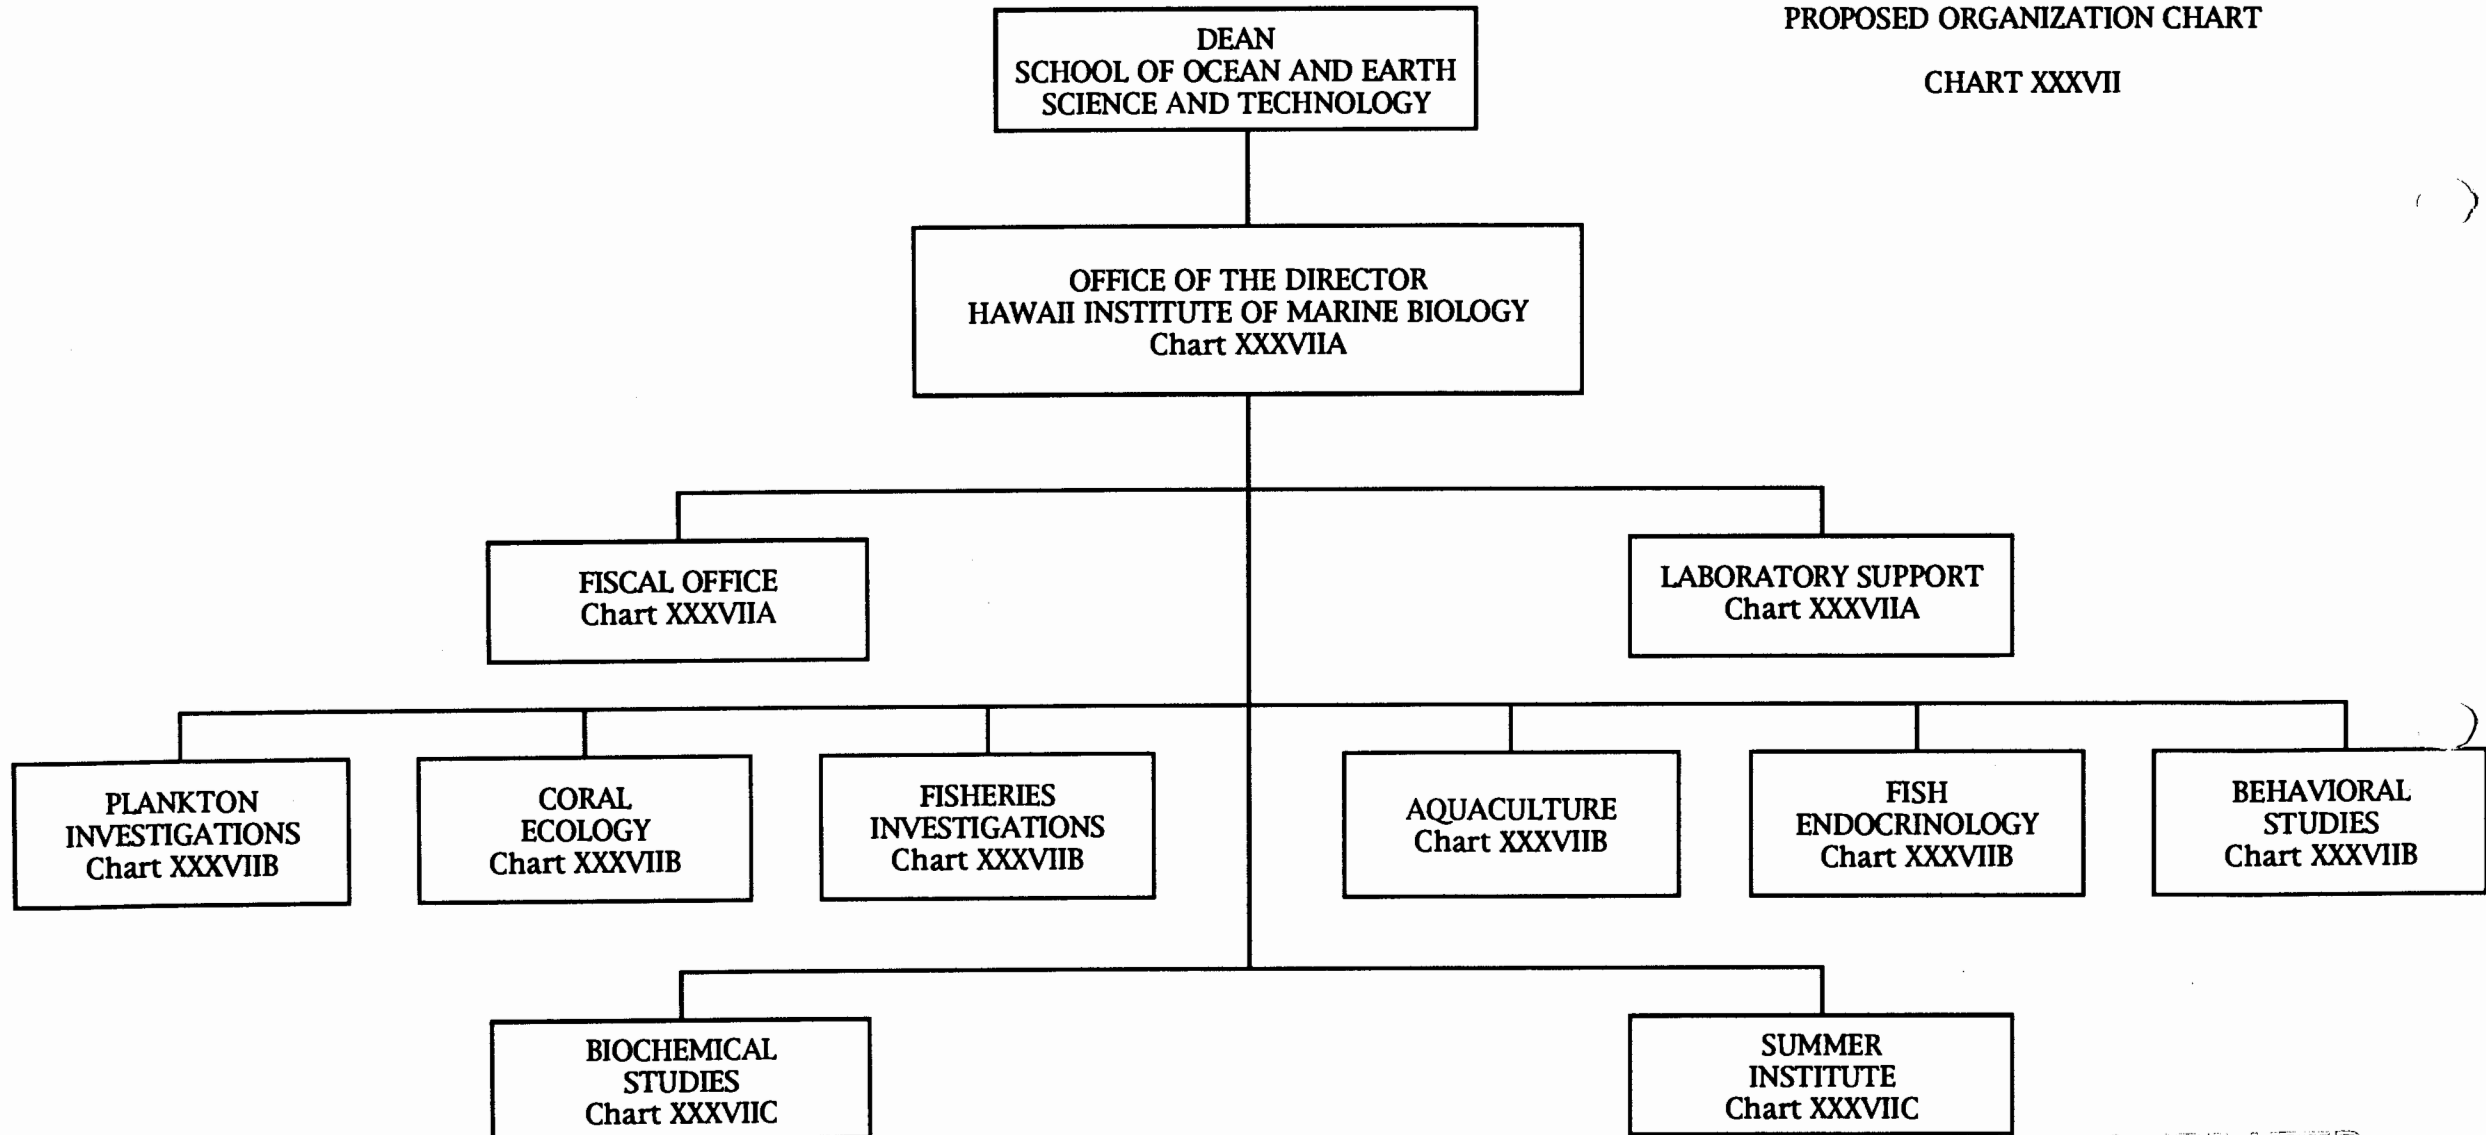 PROPOSED ORGANIZATION CHART
CHART XXXVII
DEAN
SCHOOL OF OCEAN AND EARTH
SCIENCE AND TECHNOLOGY
OFFICE OF THE DIRECTOR
HAWAII INSTITUTE OF MARINE BIOLOGY
Chart XXXVIIA
FISCAL OFFICE
Chart XXXVIIA
LABORATORY SUPPORT
Chart XXXVIIA
PLANKTON
INVESTIGATIONS
Chart XXXVIIB
CORAL
ECOLOGY
Chart XXXVIIB
FISHERIES
INVESTIGATIONS
Chart XXXVIIB
AQUACULTURE
Chart XXXVIIB
FISH
ENDOCRINOLOGY
Chart XXXVIIB
BEHAVIORAL
STUDIES
Chart XXXVIIB
BIOCHEMICAL
STUDIES
Chart XXXVIIC
SUMMER
INSTITUTE
Chart XXXVIIC